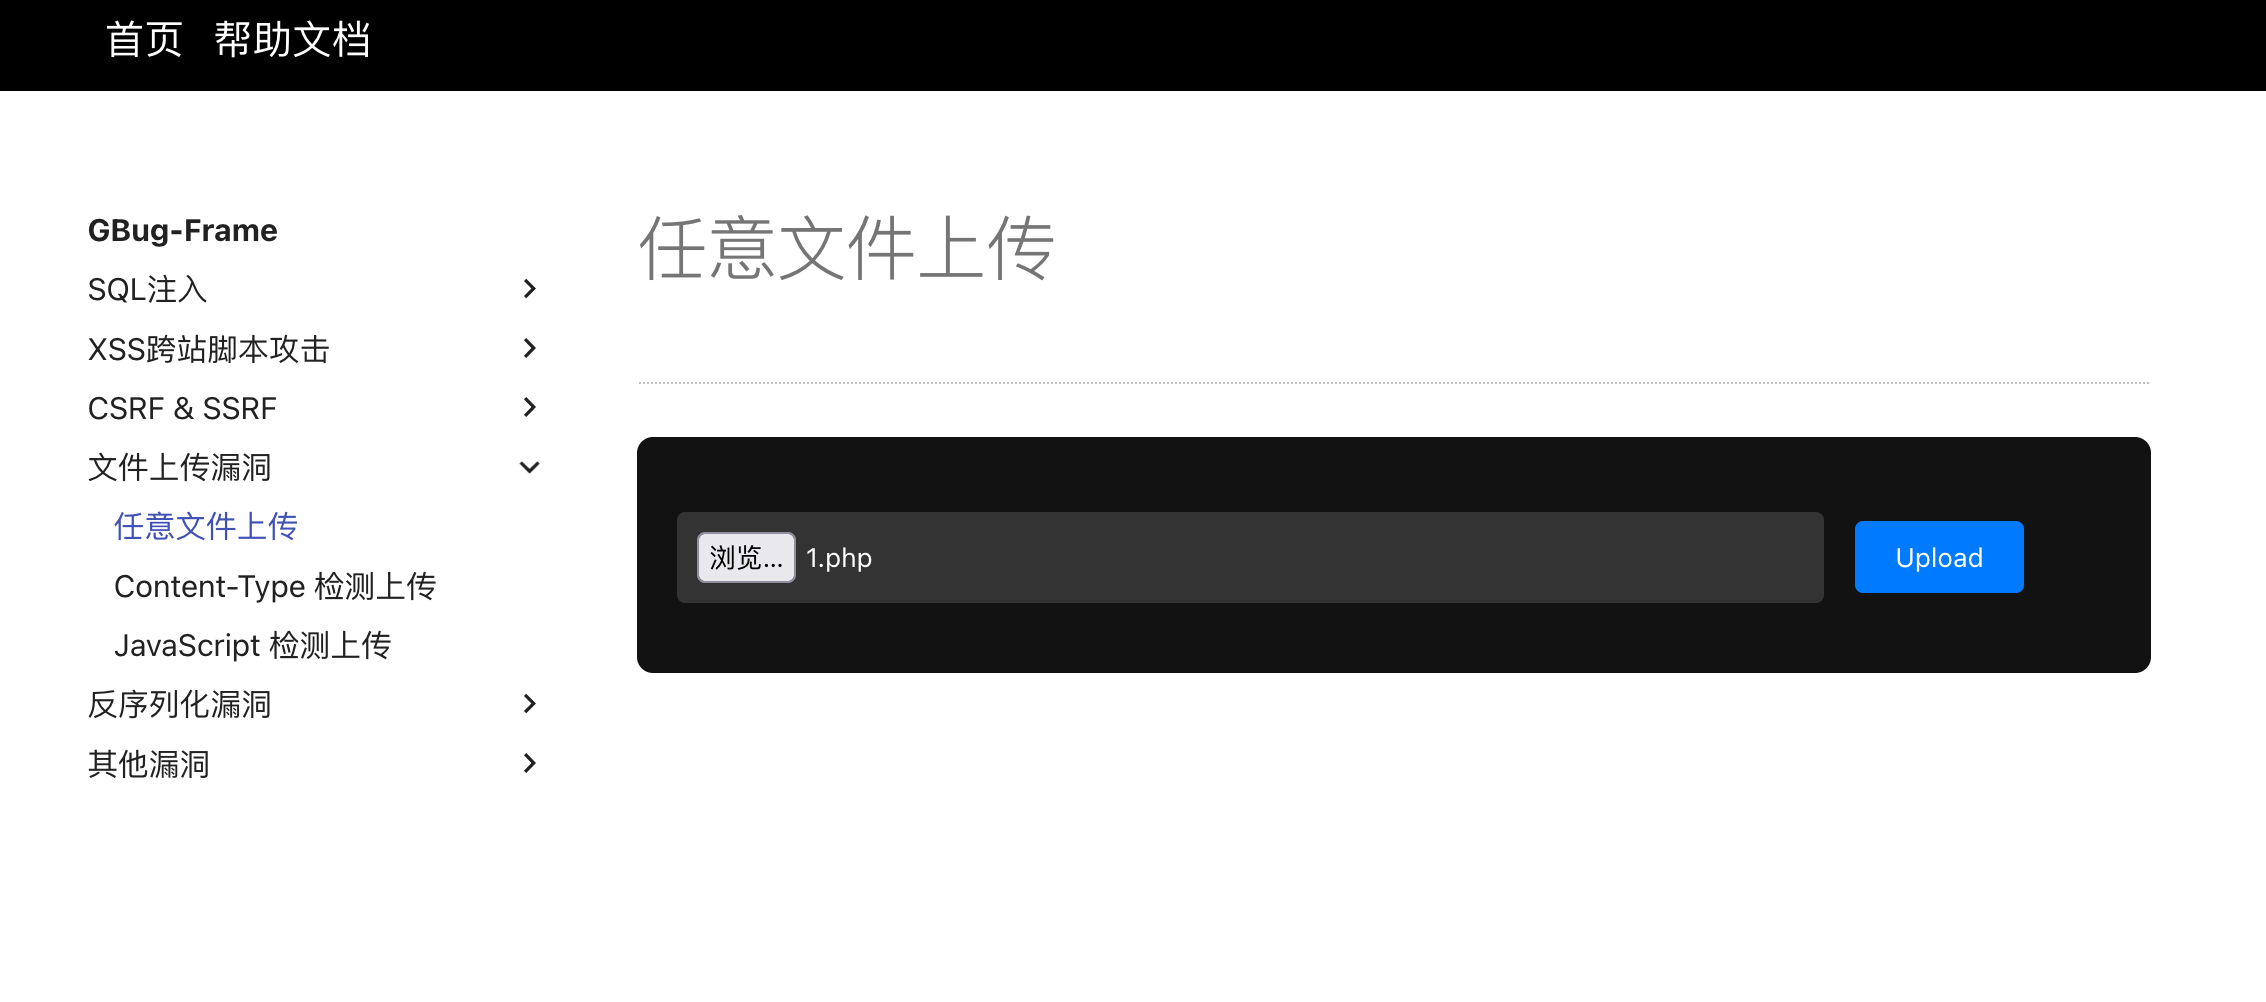 首页 帮助文档
GBug-Frame
SQL注入
XSS跨站脚本攻击
CSRF & SSRF
文件上传漏洞
任意文件上传
Content-Type 检测上传
JavaScript 检测上传
反序列化漏洞
其他漏洞
任意文件上传
浏览... 1.php
Upload